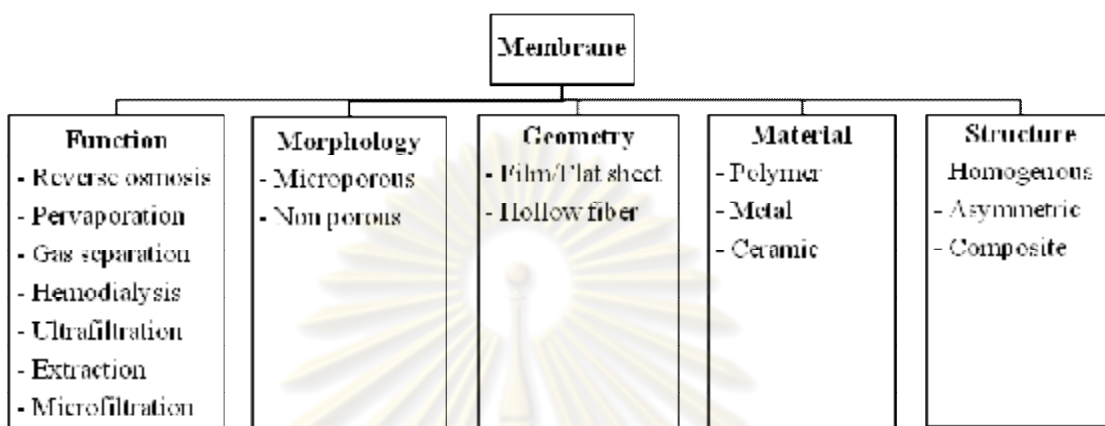 Membrane
Function
- Reverse osmosis
- Pervaporation
- Gas separation
- Hemodialysis
- Ultrafiltration
- Extraction
- Microfiltration
Morphology
- Microporous
- Non porous
Geometry
- Film/Flat sheet
- Hollow fiber
Material
- Polymer
- Metal
- Ceramic
Structure
Homogenous
- Asymmetric
- Composite